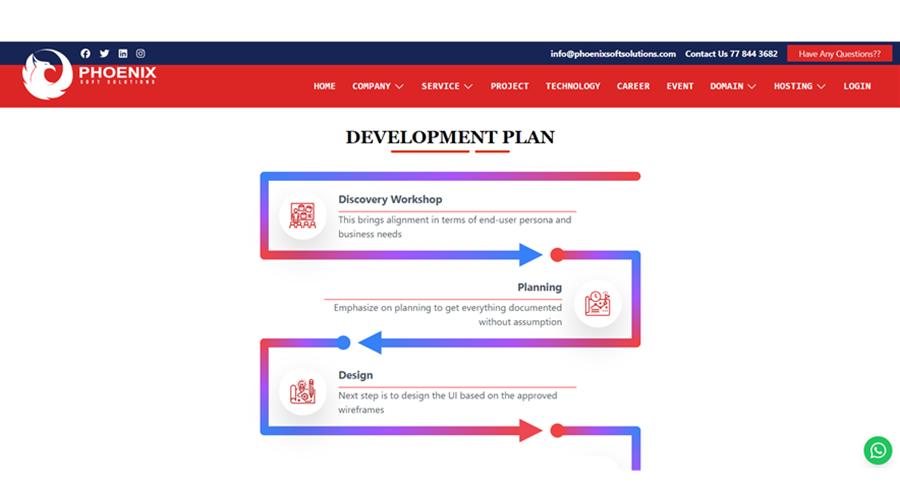 info@phoenixsoftsolutions.com Contact Us 77 844 3682 Have Any Questions??
PHOENIX
SOFT SOLUTIONS
HOME COMPANY SERVICE PROJECT TECHNOLOGY CAREER EVENT DOMAIN HOSTING LOGIN
DEVELOPMENT PLAN
Discovery Workshop
This brings alignment in terms of end-user persona and
business needs
Planning
Emphasize on planning to get everything documented
without assumption
Design
Next step is to design the UI based on the approved
wireframes